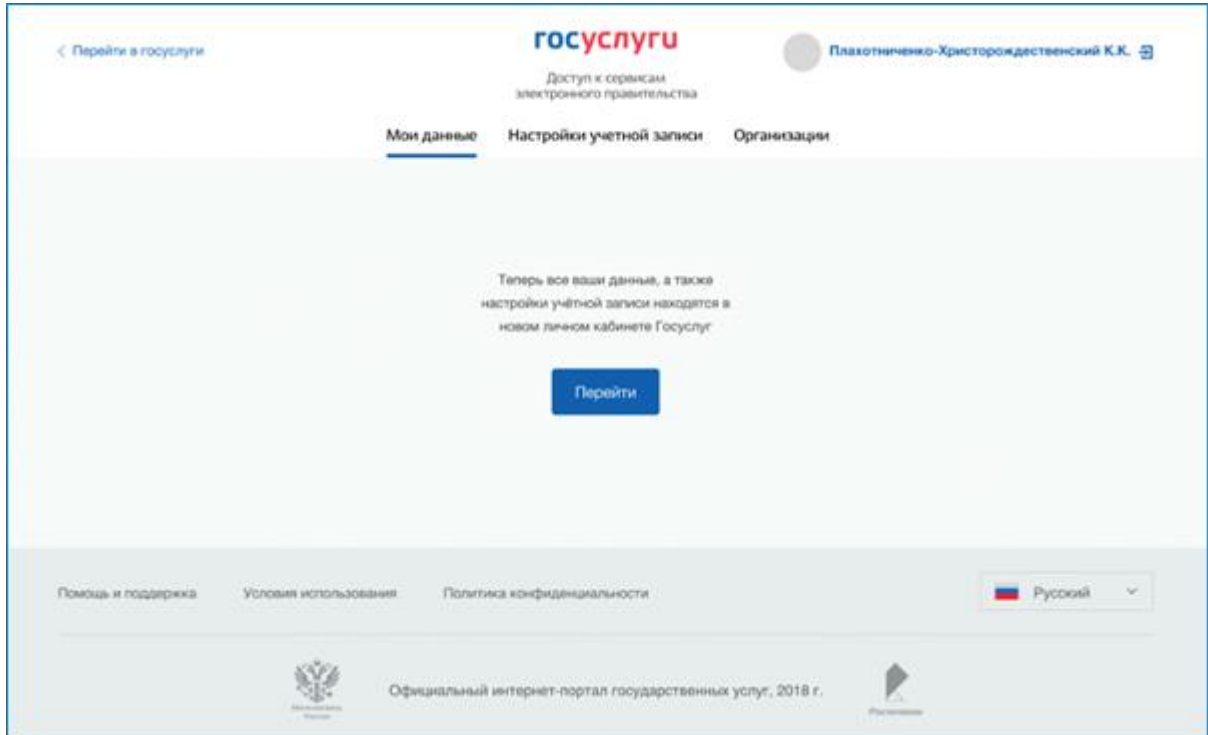 Перейти в госуслуги
госуслуги
Плахотниченко-Христорождественский К.К.
Доступ к сервисам
электронного правительства
Мои данные
Настройки учетной записи
Организации
Теперь все ваши данные, а также
настройки учётной записи находятся в
новом личном кабинете Госуслуг
Перейти
Помощь и поддержка
Условия использования
Политика конфиденциальности
Русский
Официальный интернет-портал государственных услуг, 2018 г.